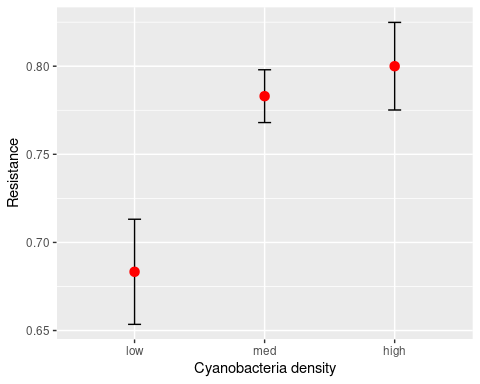 Resistance
0.80
0.75
0.70
0.65
low med high
Cyanobacteria density